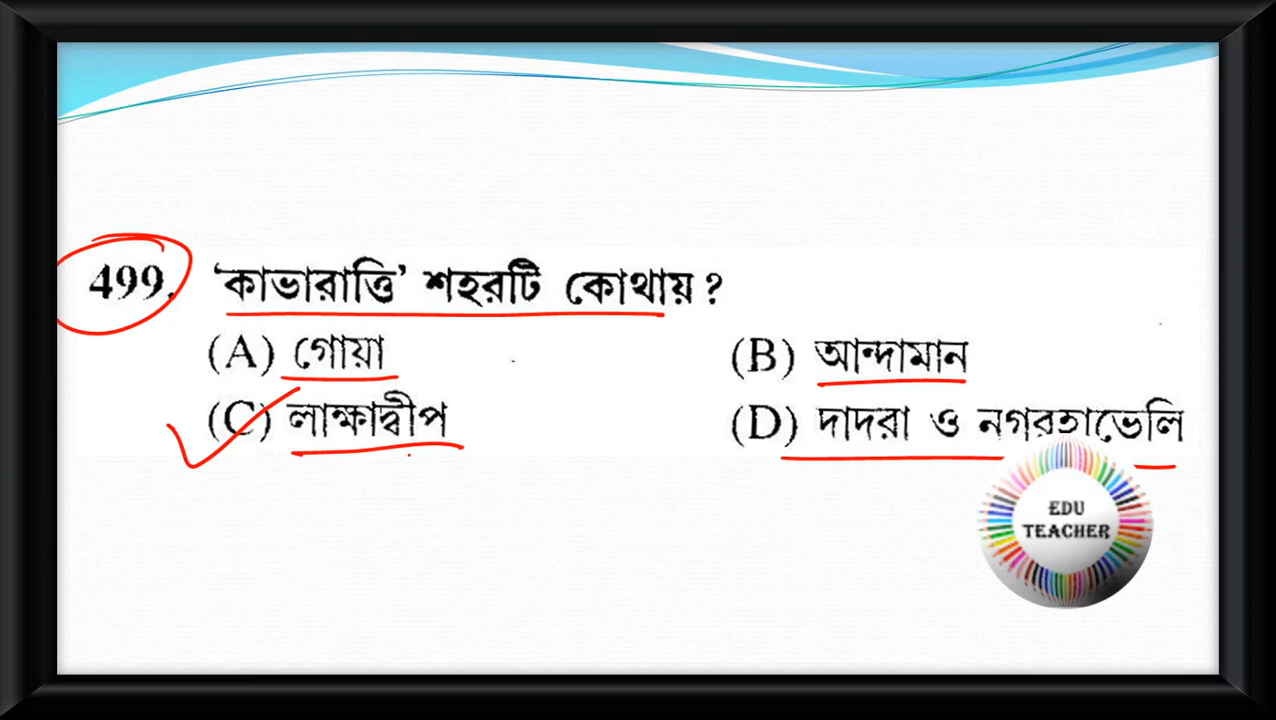 499. ‘কাভারাত্তি’ শহরটি কোথায় ?
(A) গোয়া (B) আন্দামান
(C) লাক্ষাদ্বীপ (D) দাদরা ও নগরহাভেলি
EDU
TEACHER